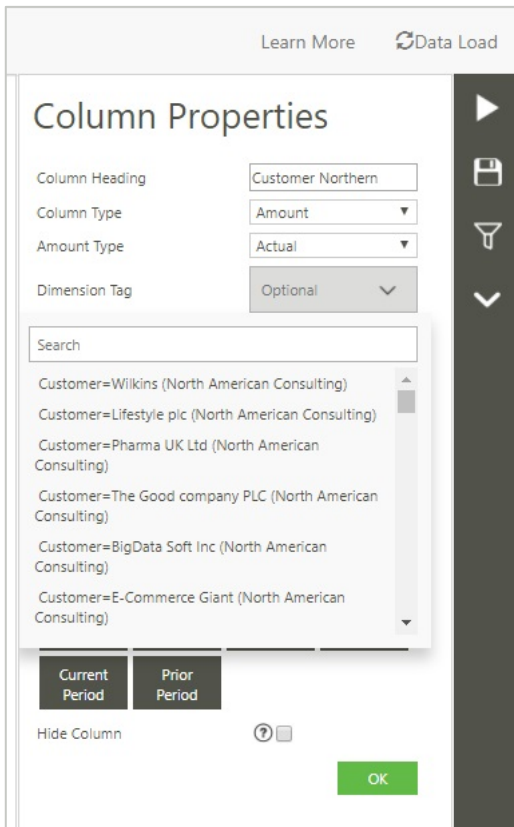 Learn More
Data Load
Column Properties
Column Heading
Customer Northern
Column Type
Amount
Amount Type
Actual
Dimension Tag
Optional
Search
Customer=Wilkins (North American Consulting)
Customer=Lifestyle plc (North American Consulting)
Customer=Pharma UK Ltd (North American
Consulting)
Customer=The Good company PLC (North American
Consulting)
Customer=BigData Soft Inc (North American
Consulting)
Customer=E-Commerce Giant (North American
Consulting)
Current
Period
Prior
Period
Hide Column
?
OK